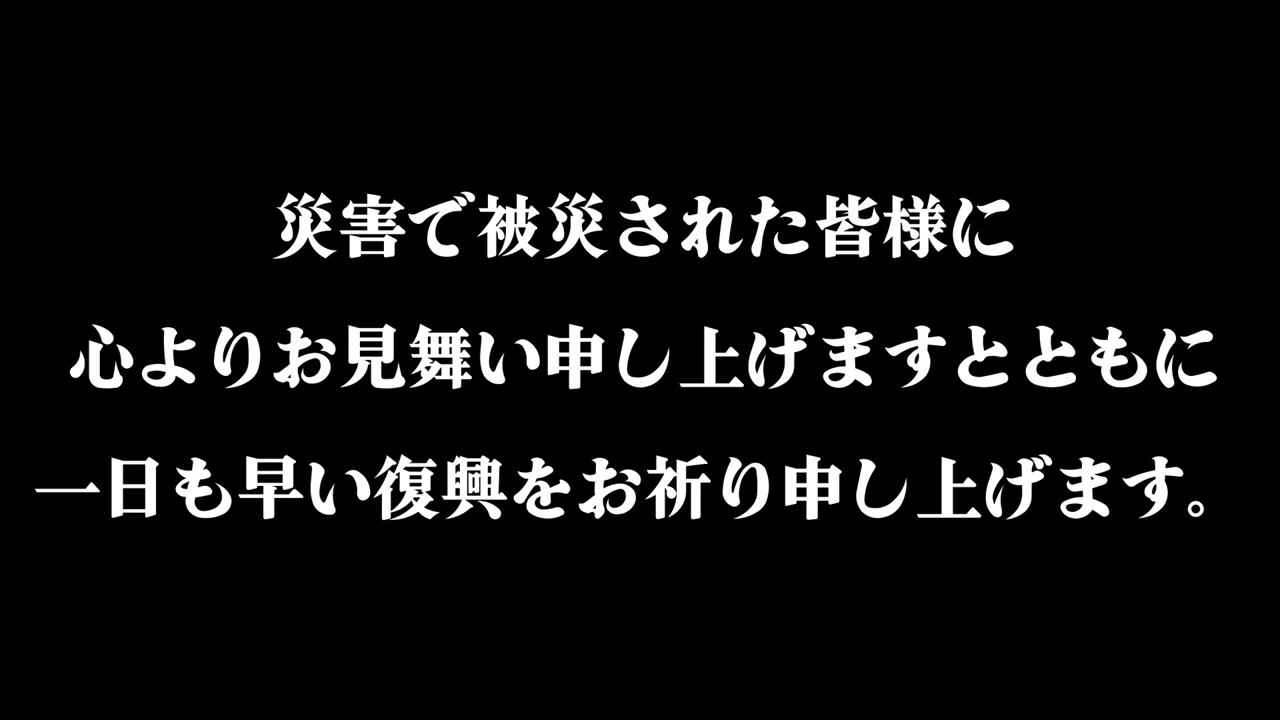 災害で被災された皆様に
心よりお見舞い申し上げますとともに
一日も早い復興をお祈り申し上げます。